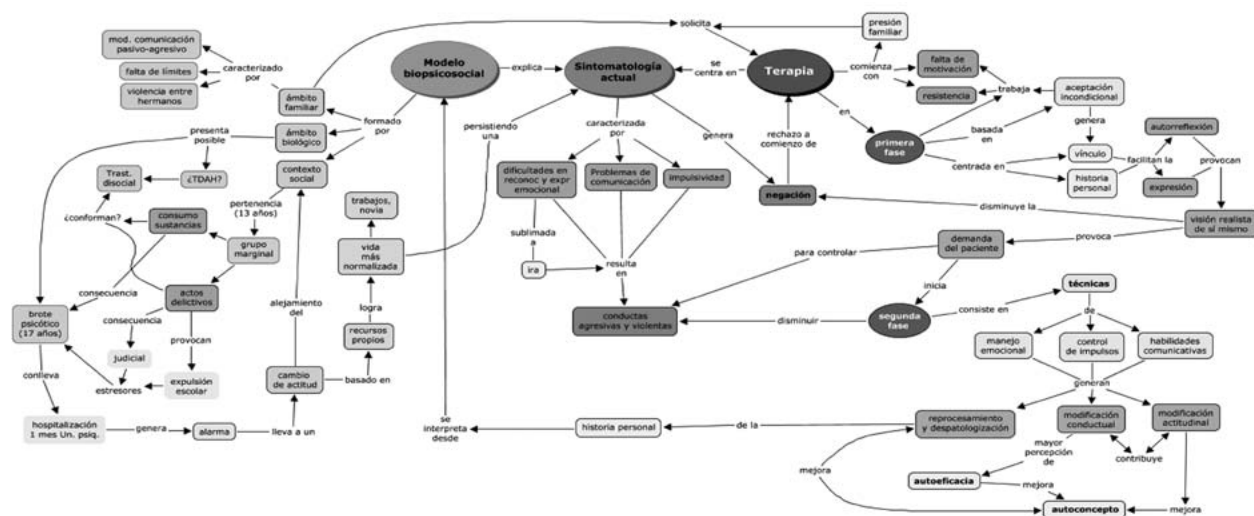 mod. comunicación
pasivo-agresivo
caracterizado
por
falta de límites
violencia entre
hermanos
ámbito
familiar
solicita
Modelo
biopsicosocial
explica
Sintomatología
actual
se
centra en
Terapia
comienza
con
presión
familiar
falta de
motivación
resistencia
trabaja
aceptación
incondicional
formado
por
presenta
posible
ámbito
biológico
persistiendo
una
caracterizada
por
genera
rechazo a
comienzo de
en
primera
fase
basada en
centrada en
genera
vínculo
historia
personal
facilitan la
autorreflexión
provocan
expresión
Trast.
disocial
¿TDAH?
contexto
social
dificultades en
reconoc y expr
emocional
Problemas de
comunicación
impulsividad
negación
disminuye la
visión realista
de sí mismo
¿conforman?
consumo
sustancias
pertenencia
(13 años)
grupo
marginal
trabajos,
novia
vida
más
normalizada
sublimada
a
ira
resulta
en
para controlar
demanda
del paciente
provoca
consecuencia
actos
delictivos
alejamiento
del
logra
inicia
técnicas
brote
psicótico
(17 años)
consecuencia
provocan
conductas
agresivas y violentas
disminuir
segunda
fase
consiste en
de
recursos
propios
manejo
emocional
control
de impulsos
habilidades
comunicativas
judicial
conlleva
estresores
expulsión
escolar
cambio
de actitud
basado en
generan
hospitalización
1 mes Un. psiq.
genera
alarma
lleva a un
se
interpreta
desde
historia personal
de la
reprocesamiento
y despatologización
modificación
conductual
modificación
actitudinal
mayor
percepción
de
contribuye
mejora
autoeficacia
mejora
autoconcepto
mejora